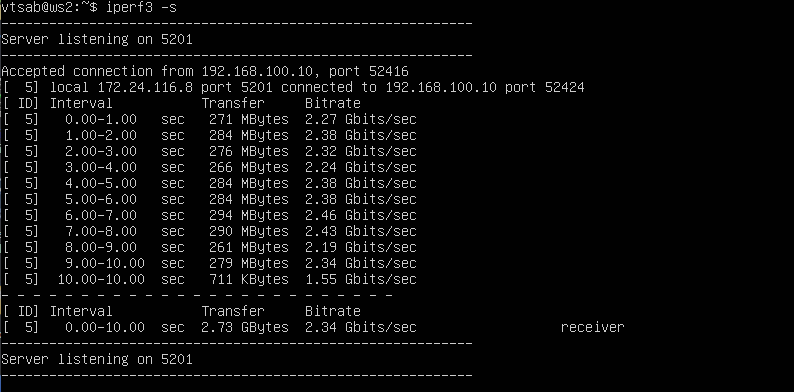 vtsab@ws2:~$ iperf3 -s
-----------------------------------------------------------
Server listening on 5201
-----------------------------------------------------------
Accepted connection from 192.168.100.10, port 52416
[  5] local 172.24.116.8 port 5201 connected to 192.168.100.10 port 52424
[ ID] Interval           Transfer     Bitrate
[  5]   0.00-1.00   sec   271 MBytes  2.27 Gbits/sec
[  5]   1.00-2.00   sec   284 MBytes  2.38 Gbits/sec
[  5]   2.00-3.00   sec   276 MBytes  2.32 Gbits/sec
[  5]   3.00-4.00   sec   266 MBytes  2.24 Gbits/sec
[  5]   4.00-5.00   sec   284 MBytes  2.38 Gbits/sec
[  5]   5.00-6.00   sec   284 MBytes  2.38 Gbits/sec
[  5]   6.00-7.00   sec   294 MBytes  2.46 Gbits/sec
[  5]   7.00-8.00   sec   290 MBytes  2.43 Gbits/sec
[  5]   8.00-9.00   sec   261 MBytes  2.19 Gbits/sec
[  5]   9.00-10.00  sec   279 MBytes  2.34 Gbits/sec
[  5]  10.00-10.00  sec   711 KBytes  1.55 Gbits/sec
- - - - - - - - - - - - - - - - - - - - - - - - -
[ ID] Interval           Transfer     Bitrate
[  5]   0.00-10.00  sec  2.73 GBytes  2.34 Gbits/sec                  receiver
-----------------------------------------------------------
Server listening on 5201
-----------------------------------------------------------